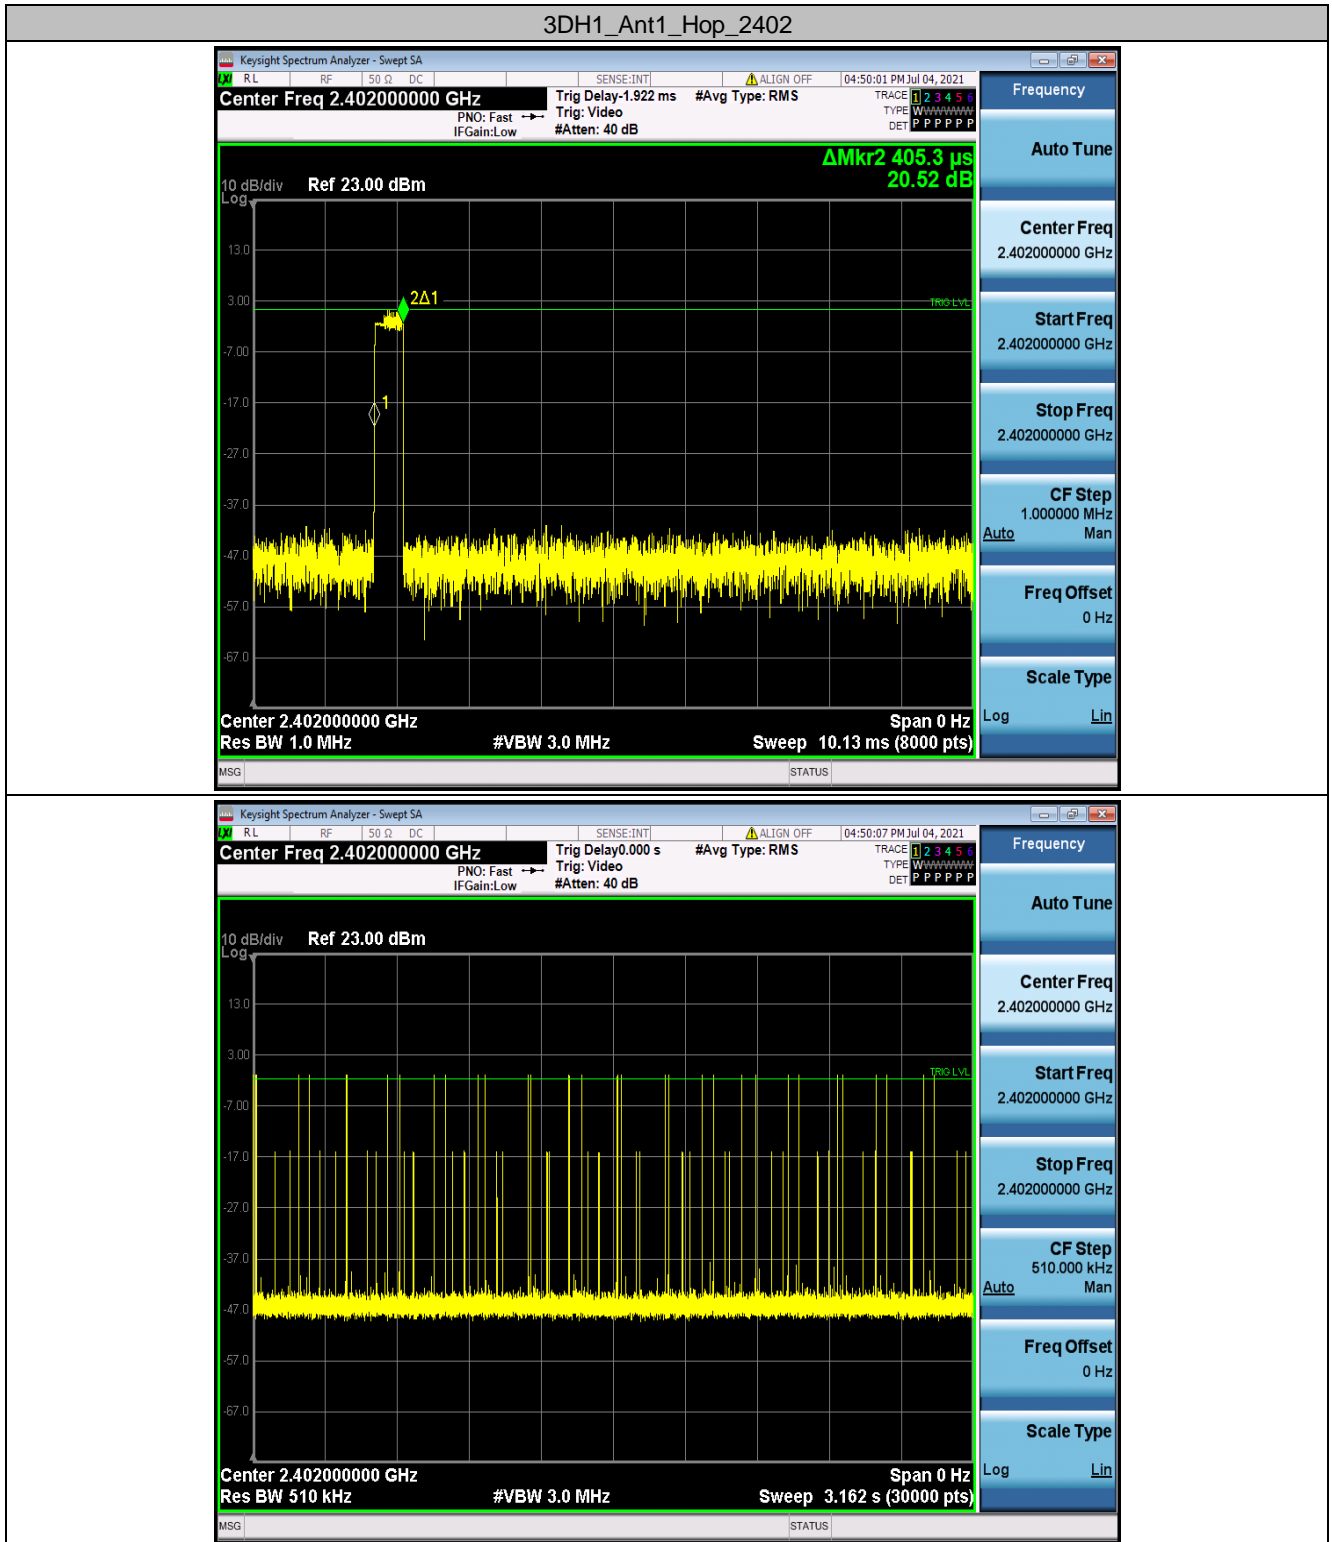 3DH1_Ant1_Hop_2402
Keysight Spectrum Analyzer - Swept SA
LXI RL RF 50 Ω DC SENSE:INT ALIGN OFF 04:50:01 PM Jul 04, 2021
Center Freq 2.402000000 GHz Trig Delay-1.922 ms #Avg Type: RMS TRACE 1 2 3 4 5 6
PNO: Fast Trig: Video TYPE WWWWWW
IFGain:Low #Atten: 40 dB DET P P P P P P
Frequency
ΔMkr2 405.3 µs
20.52 dB
10 dB/div Ref 23.00 dBm
Log
13.0
3.00
-7.00
-17.0
-27.0
-37.0
-47.0
-57.0
-67.0
2Δ1
1
TRIG LVL
Center 2.402000000 GHz Span 0 Hz
Res BW 1.0 MHz #VBW 3.0 MHz Sweep 10.13 ms (8000 pts)
Auto Tune
Center Freq
2.402000000 GHz
Start Freq
2.402000000 GHz
Stop Freq
2.402000000 GHz
CF Step
1.000000 MHz
Auto Man
Freq Offset
0 Hz
Scale Type
Log Lin
MSG STATUS
Keysight Spectrum Analyzer - Swept SA
LXI RL RF 50 Ω DC SENSE:INT ALIGN OFF 04:50:07 PM Jul 04, 2021
Center Freq 2.402000000 GHz Trig Delay0.000 s #Avg Type: RMS TRACE 1 2 3 4 5 6
PNO: Fast Trig: Video TYPE WWWWWW
IFGain:Low #Atten: 40 dB DET P P P P P P
Frequency
10 dB/div Ref 23.00 dBm
Log
13.0
3.00
-7.00
-17.0
-27.0
-37.0
-47.0
-57.0
-67.0
TRIG LVL
Center 2.402000000 GHz Span 0 Hz
Res BW 510 kHz #VBW 3.0 MHz Sweep 3.162 s (30000 pts)
Auto Tune
Center Freq
2.402000000 GHz
Start Freq
2.402000000 GHz
Stop Freq
2.402000000 GHz
CF Step
510.000 kHz
Auto Man
Freq Offset
0 Hz
Scale Type
Log Lin
MSG STATUS